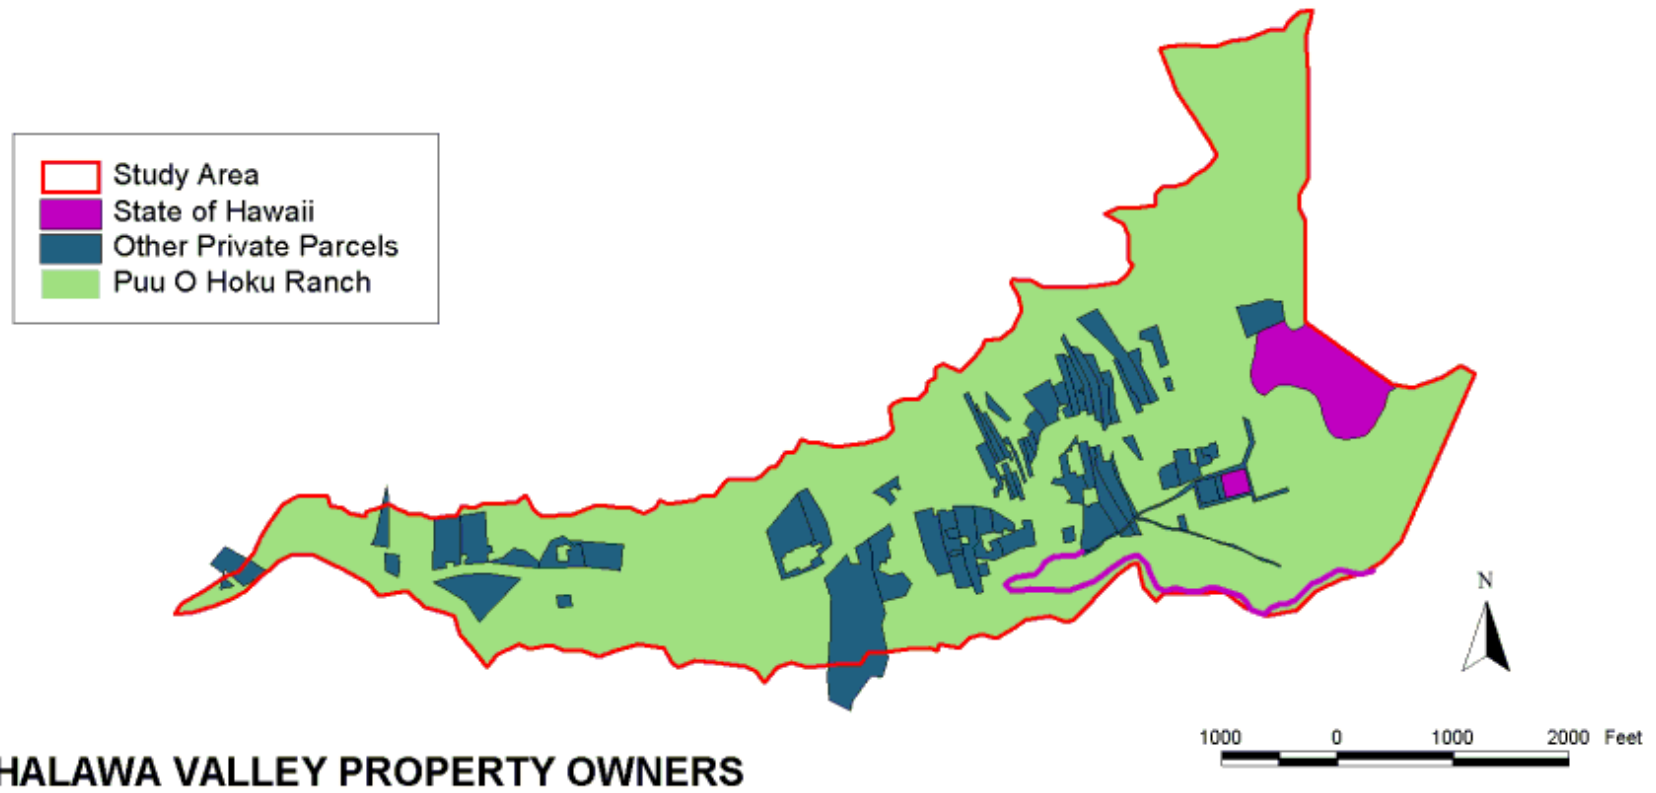 Study Area
State of Hawaii
Other Private Parcels
Puu O Hoku Ranch
N
1000 0 1000 2000 Feet
HALAWA VALLEY PROPERTY OWNERS